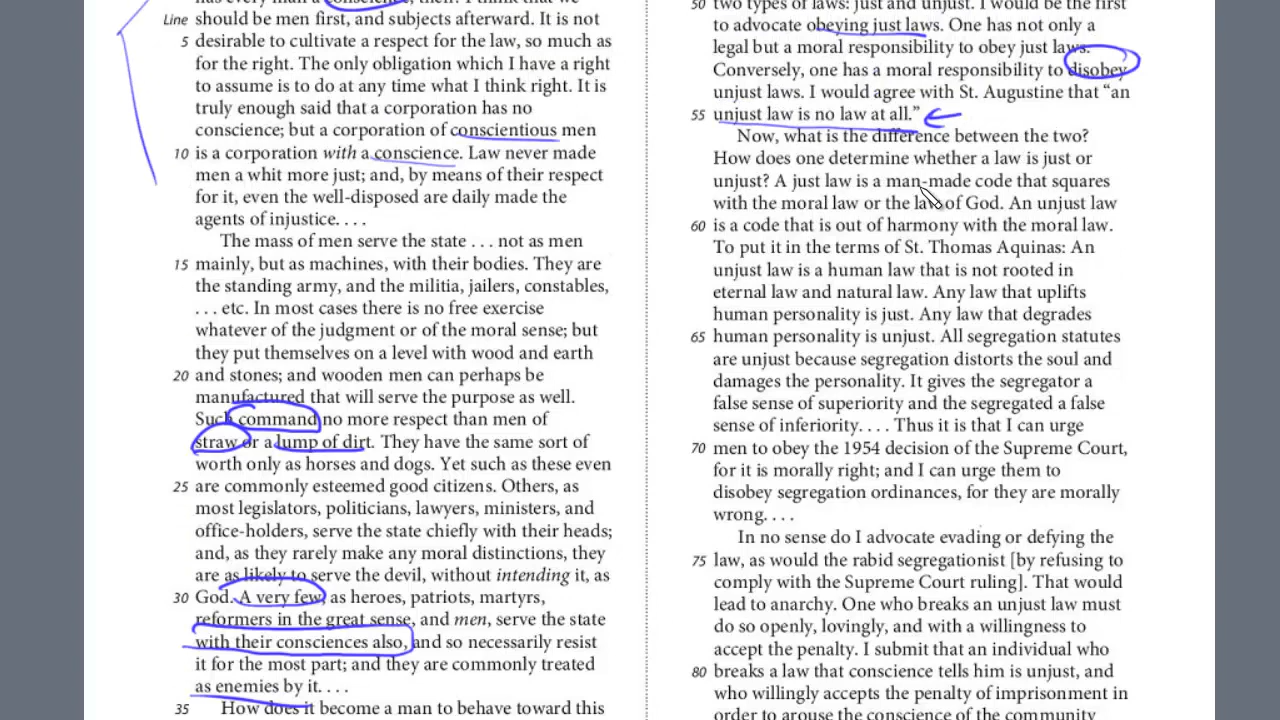 has every man a conscience, then? I think that we
Line should be men first, and subjects afterward. It is not
5 desirable to cultivate a respect for the law, so much as
for the right. The only obligation which I have a right
to assume is to do at any time what I think right. It is
truly enough said that a corporation has no
conscience; but a corporation of conscientious men
10 is a corporation with a conscience. Law never made
men a whit more just; and, by means of their respect
for it, even the well-disposed are daily made the
agents of injustice. . . .
The mass of men serve the state . . . not as men
15 mainly, but as machines, with their bodies. They are
the standing army, and the militia, jailers, constables,
. . . etc. In most cases there is no free exercise
whatever of the judgment or of the moral sense; but
they put themselves on a level with wood and earth
20 and stones; and wooden men can perhaps be
manufactured that will serve the purpose as well.
Such command no more respect than men of
straw or a lump of dirt. They have the same sort of
worth only as horses and dogs. Yet such as these even
25 are commonly esteemed good citizens. Others, as
most legislators, politicians, lawyers, ministers, and
office-holders, serve the state chiefly with their heads;
and, as they rarely make any moral distinctions, they
are as likely to serve the devil, without intending it, as
30 God. A very few, as heroes, patriots, martyrs,
reformers in the great sense, and men, serve the state
with their consciences also, and so necessarily resist
it for the most part; and they are commonly treated
as enemies by it. . . .
35 How does it become a man to behave toward this
50 two types of laws: just and unjust. I would be the first
to advocate obeying just laws. One has not only a
legal but a moral responsibility to obey just laws.
Conversely, one has a moral responsibility to disobey
unjust laws. I would agree with St. Augustine that “an
55 unjust law is no law at all.”
Now, what is the difference between the two?
How does one determine whether a law is just or
unjust? A just law is a man-made code that squares
with the moral law or the law of God. An unjust law
60 is a code that is out of harmony with the moral law.
To put it in the terms of St. Thomas Aquinas: An
unjust law is a human law that is not rooted in
eternal law and natural law. Any law that uplifts
human personality is just. Any law that degrades
65 human personality is unjust. All segregation statutes
are unjust because segregation distorts the soul and
damages the personality. It gives the segregator a
false sense of superiority and the segregated a false
sense of inferiority. . . . Thus it is that I can urge
70 men to obey the 1954 decision of the Supreme Court,
for it is morally right; and I can urge them to
disobey segregation ordinances, for they are morally
wrong. . . .
In no sense do I advocate evading or defying the
75 law, as would the rabid segregationist [by refusing to
comply with the Supreme Court ruling]. That would
lead to anarchy. One who breaks an unjust law must
do so openly, lovingly, and with a willingness to
accept the penalty. I submit that an individual who
80 breaks a law that conscience tells him is unjust, and
who willingly accepts the penalty of imprisonment in
order to arouse the conscience of the community